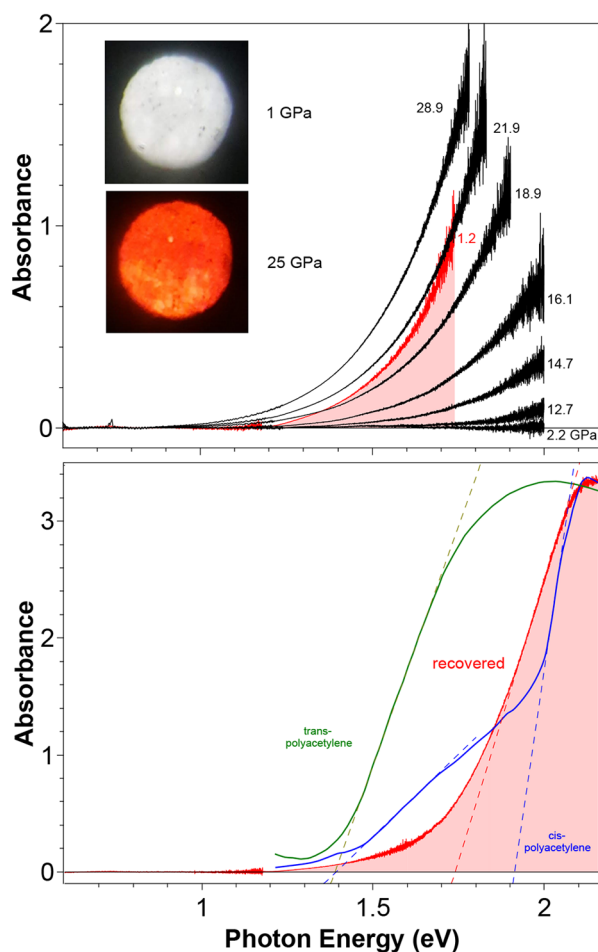 2
1 GPa
28.9
21.9
18.9
25 GPa
1.2
16.1
1
14.7
12.7
0
2.2 GPa
Absorbance
3
2
recovered
trans-
polyacetylene
1
cis-
polyacetylene
0
Absorbance
1
1.5
2
Photon Energy (eV)